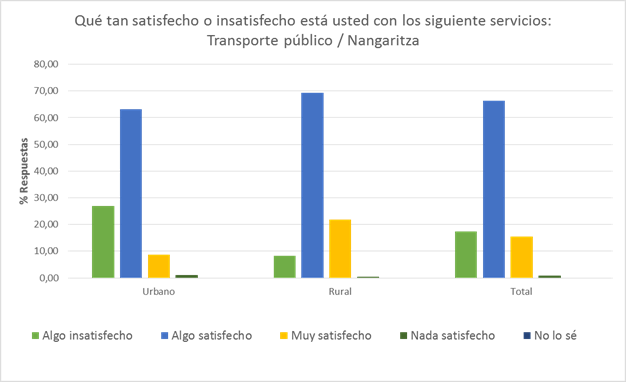 Qué tan satisfecho o insatisfecho está usted con los siguiente servicios:
Transporte público / Nangaritza
% Respuestas
80,00
70,00
60,00
50,00
40,00
30,00
20,00
10,00
0,00
Urbano Rural Total
Algo insatisfecho Algo satisfecho Muy satisfecho Nada satisfecho No lo sé